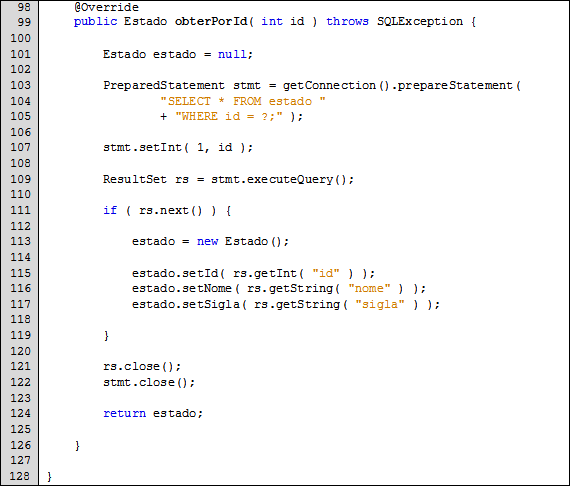 98     @Override
99     public Estado obterPorId( int id ) throws SQLException {
100
101         Estado estado = null;
102
103         PreparedStatement stmt = getConnection().prepareStatement(
104                 "SELECT * FROM estado "
105                 + "WHERE id = ?;" );
106
107         stmt.setInt( 1, id );
108
109         ResultSet rs = stmt.executeQuery();
110
111         if ( rs.next() ) {
112
113             estado = new Estado();
114
115             estado.setId( rs.getInt( "id" ) );
116             estado.setNome( rs.getString( "nome" ) );
117             estado.setSigla( rs.getString( "sigla" ) );
118
119         }
120
121         rs.close();
122         stmt.close();
123
124         return estado;
125
126     }
127
128 }